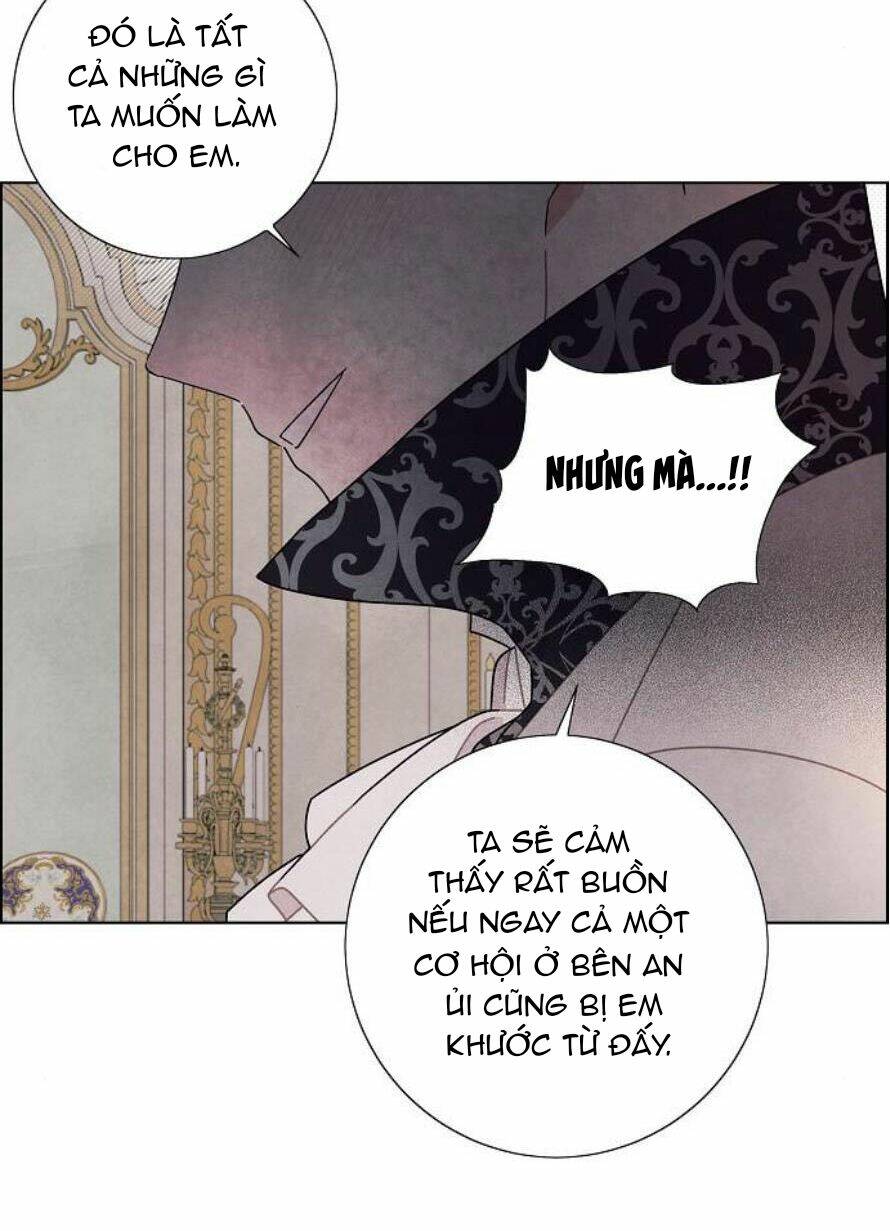 ĐÓ LÀ TẤT
CẢ NHỮNG GÌ
TA MUỐN LÀM
CHO EM.
NHƯNG MÀ...!!
TA SẼ CẢM
THẤY RẤT BUỒN
NẾU NGAY CẢ MỘT
CƠ HỘI Ở BÊN AN
ỦI CŨNG BỊ EM
KHƯỚC TỪ ĐẤY.